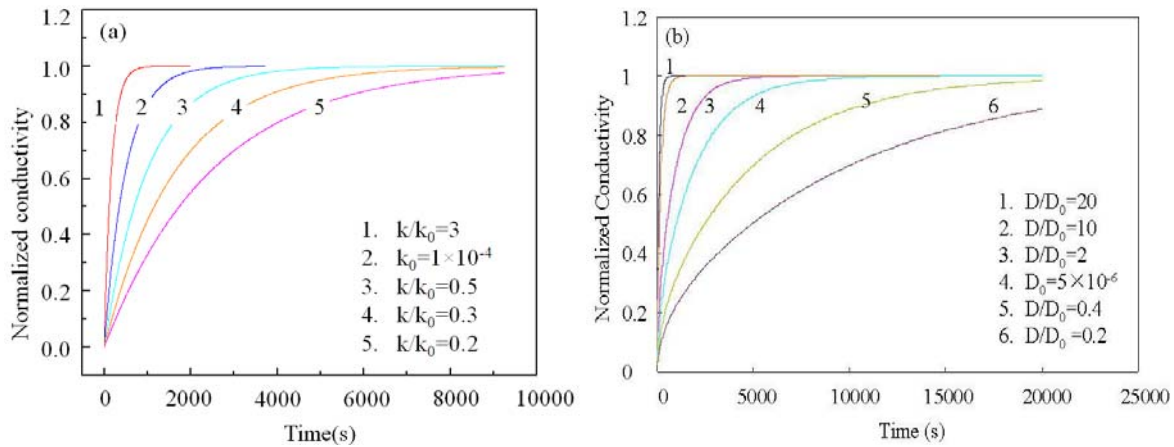 (a)
Normalized conductivity
1.2
1.0
0.8
0.6
0.4
0.2
0.0
1
2
3
4
5
1. k/k₀=3
2. k₀=1×10⁻⁴
3. k/k₀=0.5
4. k/k₀=0.3
5. k/k₀=0.2
0
2000
4000
6000
8000
10000
Time(s)
(b)
Normalized Conductivity
1.2
1
0.8
0.6
0.4
0.2
0
1
2
3
4
5
6
1. D/D₀=20
2. D/D₀=10
3. D/D₀=2
4. D₀=5×10⁻⁶
5. D/D₀=0.4
6. D/D₀ =0.2
0
5000
10000
15000
20000
25000
Time (s)